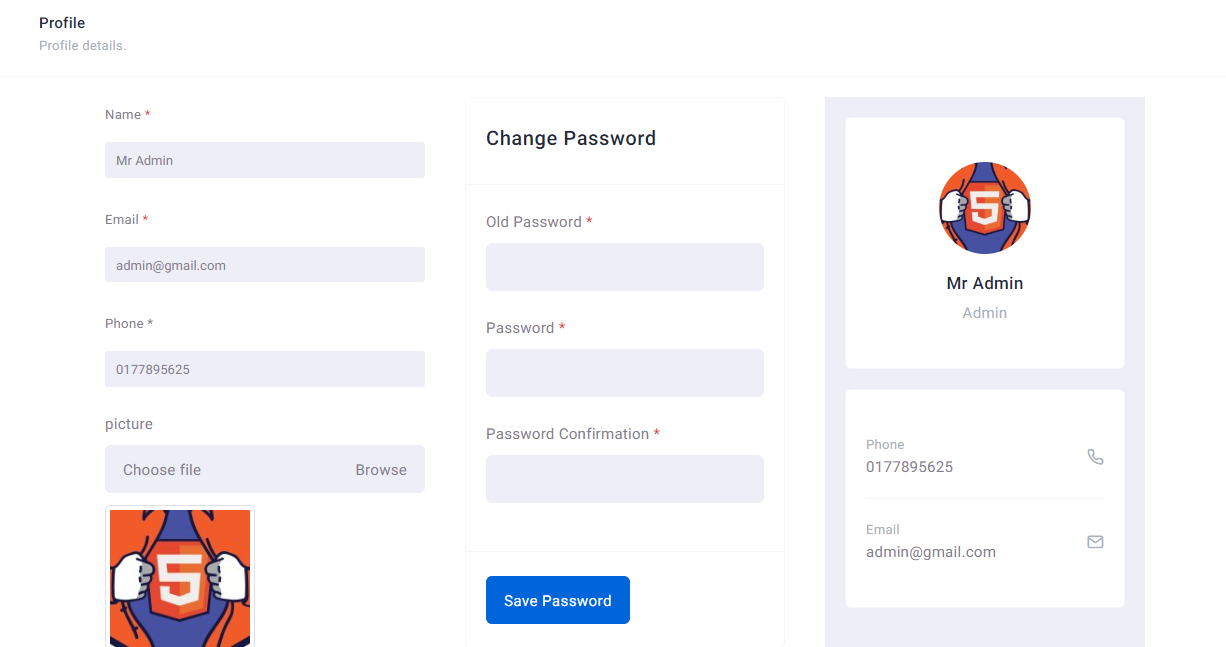 Profile
Profile details.
Name *
Mr Admin
Email *
admin@gmail.com
Phone *
0177895625
picture
Choose file Browse
5
Change Password
Old Password *
Password *
Password Confirmation *
Save Password
5
Mr Admin
Admin
Phone
0177895625
Email
admin@gmail.com